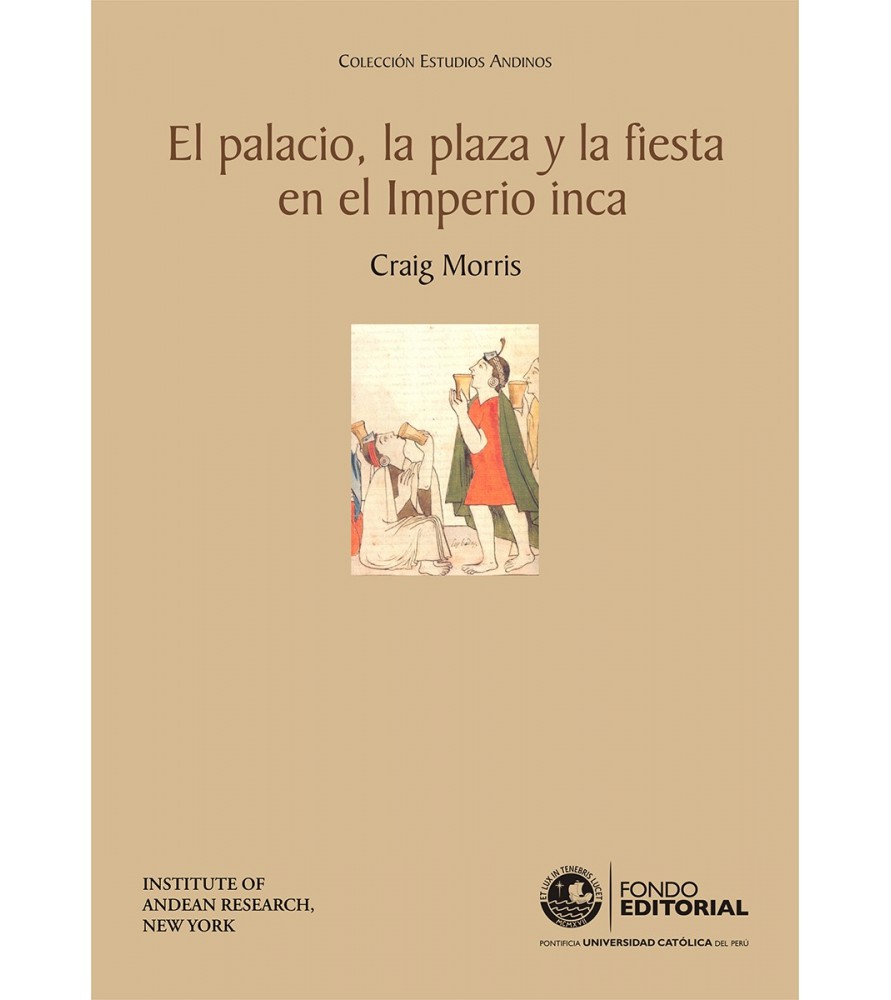 COLECCIÓN ESTUDIOS ANDINOS
El palacio, la plaza y la fiesta
en el Imperio inca
Craig Morris
INSTITUTE OF
ANDEAN RESEARCH,
NEW YORK
ET LUX IN TENEBRIS LUCET
MCMXVII
FONDO
EDITORIAL
PONTIFICIA UNIVERSIDAD CATÓLICA DEL PERÚ